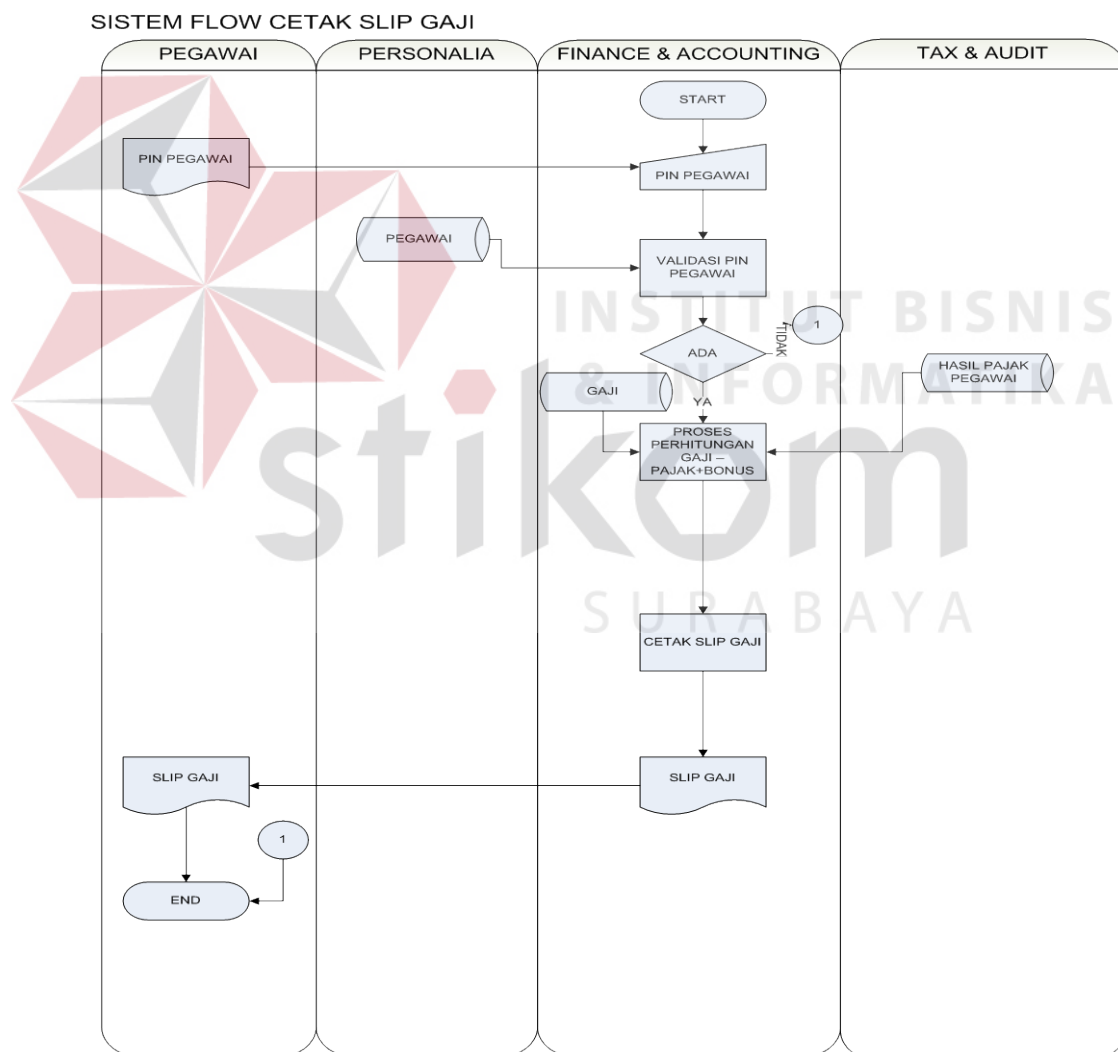 SISTEM FLOW CETAK SLIP GAJI
PEGAWAI
PERSONALIA
FINANCE & ACCOUNTING
TAX & AUDIT
START
PIN PEGAWAI
PIN PEGAWAI
PEGAWAI
VALIDASI PIN
PEGAWAI
INSTITUT BISNIS
1
TIDAK
ADA
& INFORMATIKA
HASIL PAJAK
PEGAWAI
GAJI
YA
stikom
PROSES
PERHITUNGAN
GAJI –
PAJAK+BONUS
SURABAYA
CETAK SLIP GAJI
SLIP GAJI
SLIP GAJI
1
END